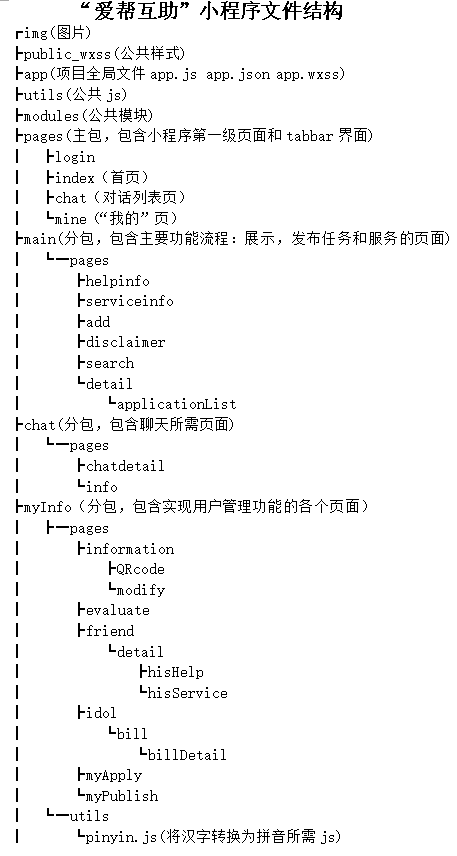 “爱帮互助”小程序文件结构
┏img(图片)
┣public_wxss(公共样式)
┣app(项目全局文件 app.js app.json app.wxss)
┣utils(公共 js)
┣modules(公共模块)
┣pages(主包，包含小程序第一级页面和 tabbar 界面)
┃  ┣login
┃  ┣index（首页）
┃  ┣chat（对话列表页）
┃  ┗mine（“我的”页）
┣main(分包，包含主要功能流程：展示，发布任务和服务的页面)
┃  ┗━pages
┃    ┣helpinfo
┃    ┣serviceinfo
┃    ┣add
┃    ┣disclaimer
┃    ┣search
┃    ┗detail
┃      ┗applicationList
┣chat(分包，包含聊天所需页面)
┃  ┗━pages
┃    ┣chatdetail
┃    ┗info
┣myInfo（分包，包含实现用户管理功能的各个页面）
┃  ┣━pages
┃    ┣information
┃      ┣QRcode
┃      ┗modify
┃    ┣evaluate
┃    ┣friend
┃      ┗detail
┃        ┣hisHelp
┃        ┗hisService
┃    ┣idol
┃      ┗bill
┃        ┗billDetail
┃    ┣myApply
┃    ┗myPublish
┃  ┗━utils
┃    ┗pinyin.js(将汉字转换为拼音所需 js)